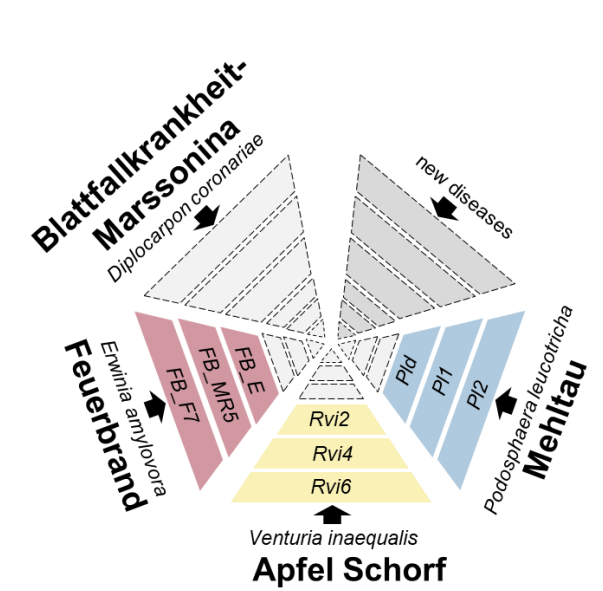 Blattfallkrankheit-
Marssonina
Diplocarpon coronariae
new diseases
Feuerbrand
Erwinia amylovora
FB_F7
FB_MR5
FB_E
Pld
Pl1
Pl2
Podosphaera leucotricha
Mehltau
Rvi2
Rvi4
Rvi6
Venturia inaequalis
Apfel Schorf